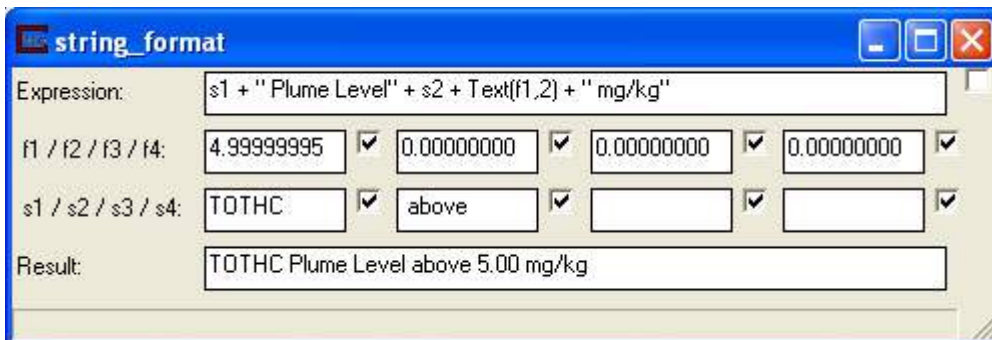 string_format
Expression: s1 + " Plume Level" + s2 + Text(f1,2) + " mg/kg"
f1 / f2 / f3 / f4: 4.99999995 0.00000000 0.00000000 0.00000000
s1 / s2 / s3 / s4: TOTHC above
Result: TOTHC Plume Level above 5.00 mg/kg